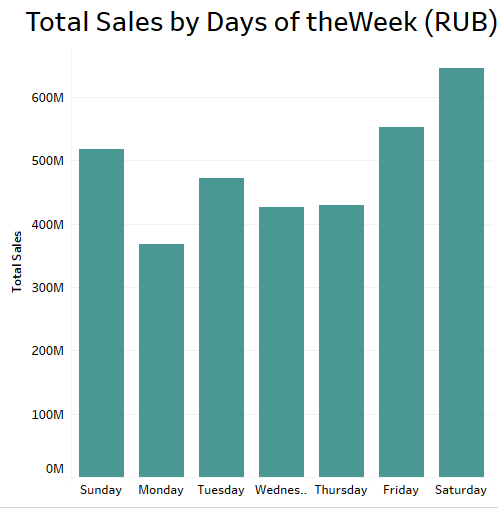 Total Sales by Days of theWeek (RUB)
Total Sales
600M
500M
400M
300M
200M
100M
0M
Sunday Monday Tuesday Wednes.. Thursday Friday Saturday